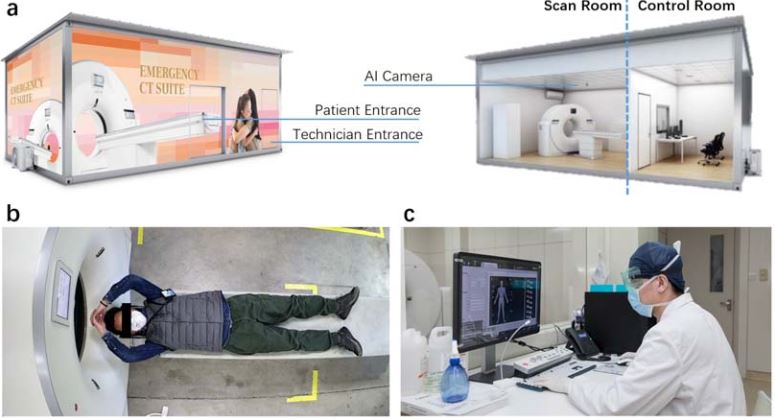 a
Scan Room
Control Room
EMERGENCY
CT SUITE
EMERGENCY
CT SUITE
AI Camera
Patient Entrance
Technician Entrance
b
c